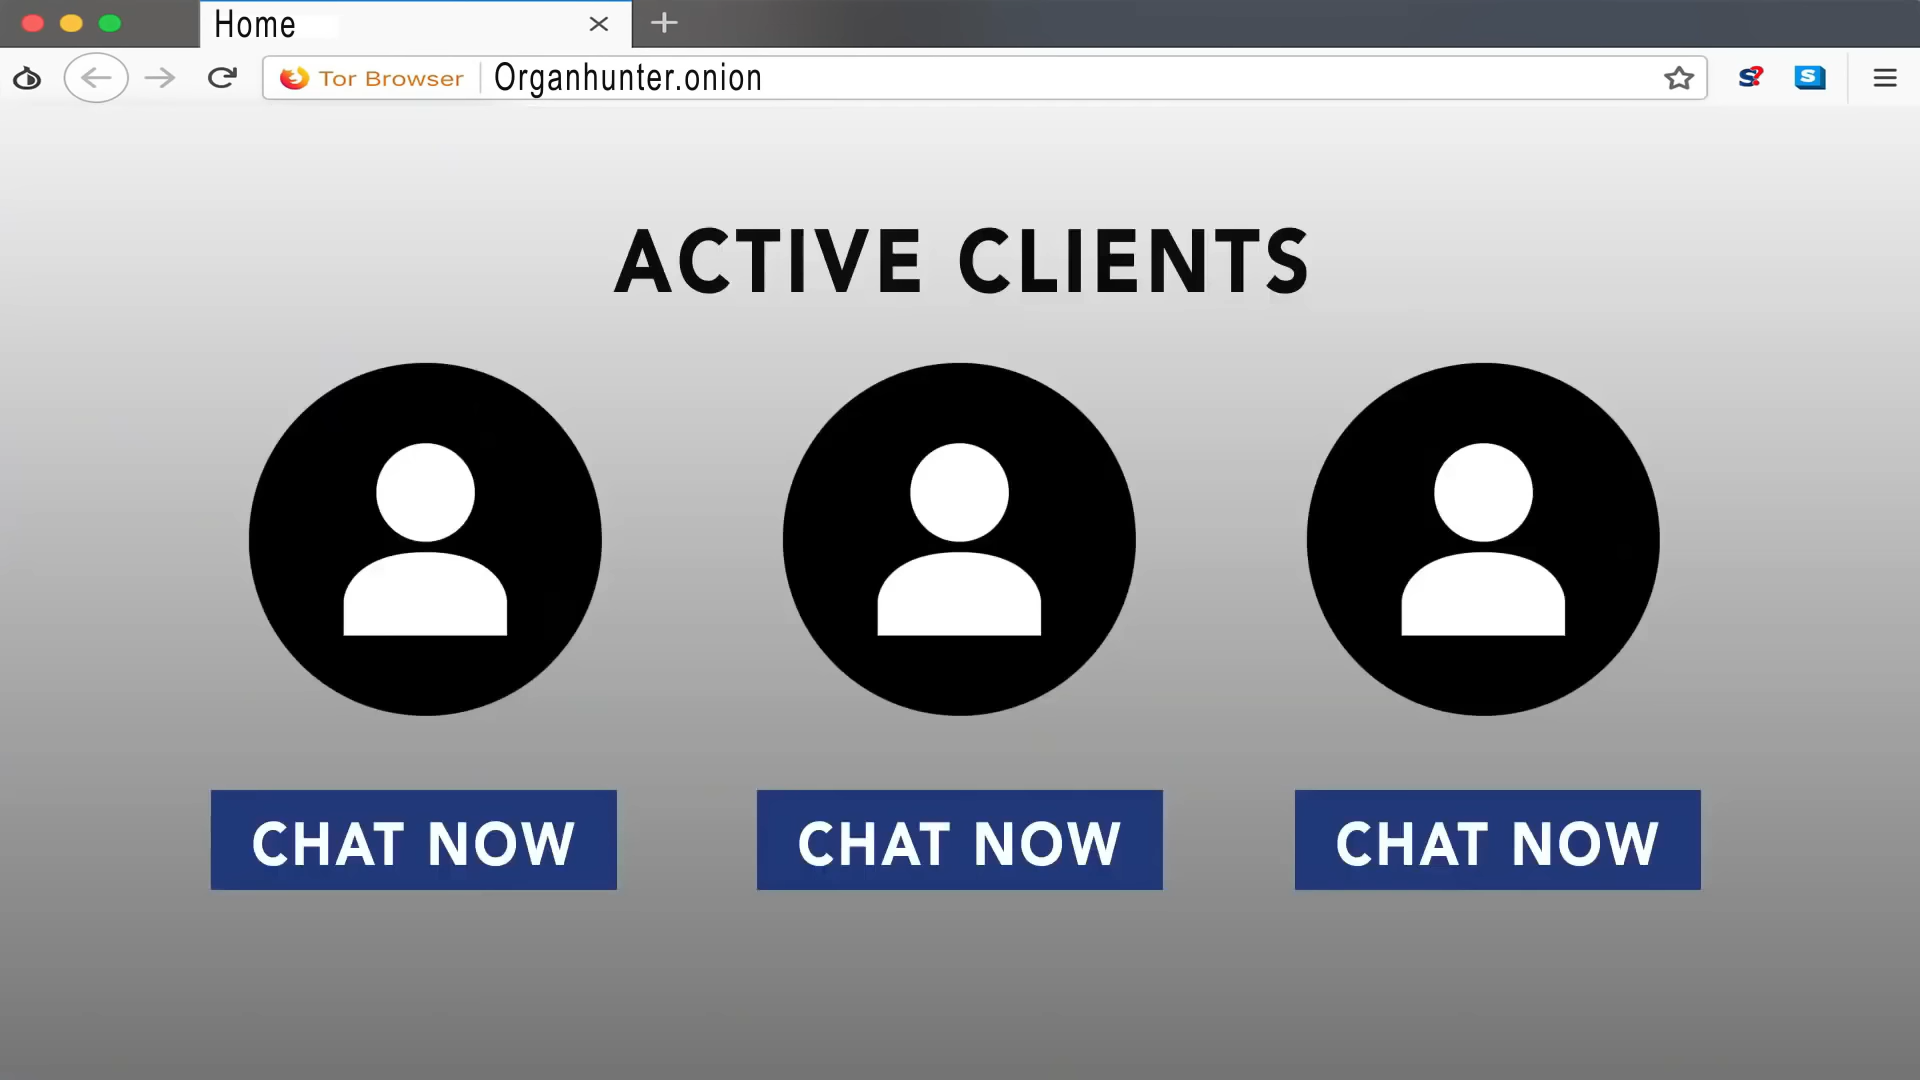 Home
Tor Browser Organhunter.onion
S? S
ACTIVE CLIENTS
CHAT NOW CHAT NOW CHAT NOW